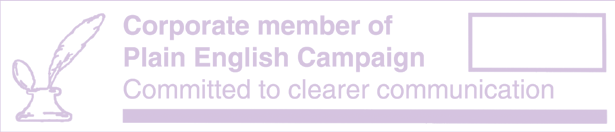 Corporate member of
Plain English Campaign
Committed to clearer communication